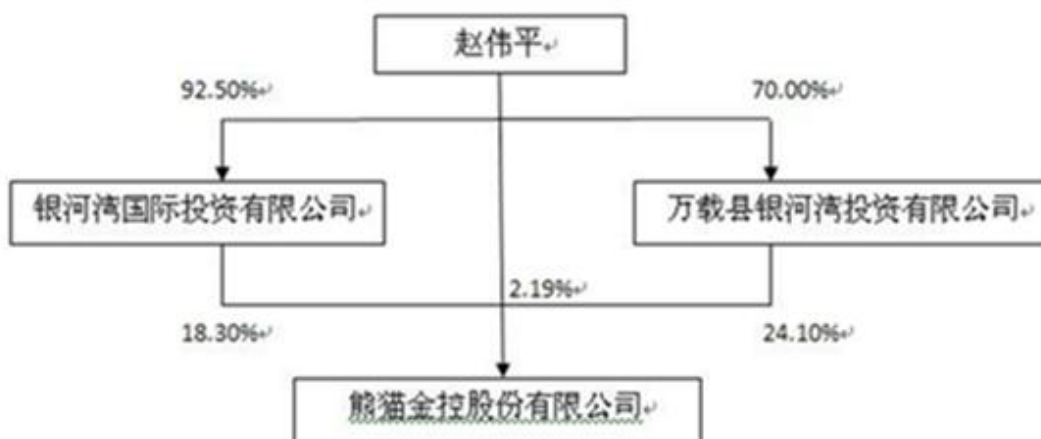 赵伟平
92.50%
70.00%
银河湾国际投资有限公司
万载县银河湾投资有限公司
2.19%
18.30%
24.10%
熊猫金控股份有限公司